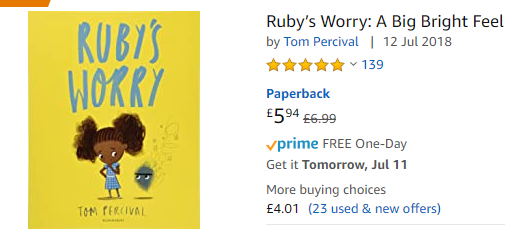 RUBY'S
WORRY
TOM PERCIVAL
BLOOMSBURY
Ruby's Worry: A Big Bright Feel
by Tom Percival | 12 Jul 2018
139
Paperback
£5.94 £6.99
prime FREE One-Day
Get it Tomorrow, Jul 11
More buying choices
£4.01 (23 used & new offers)